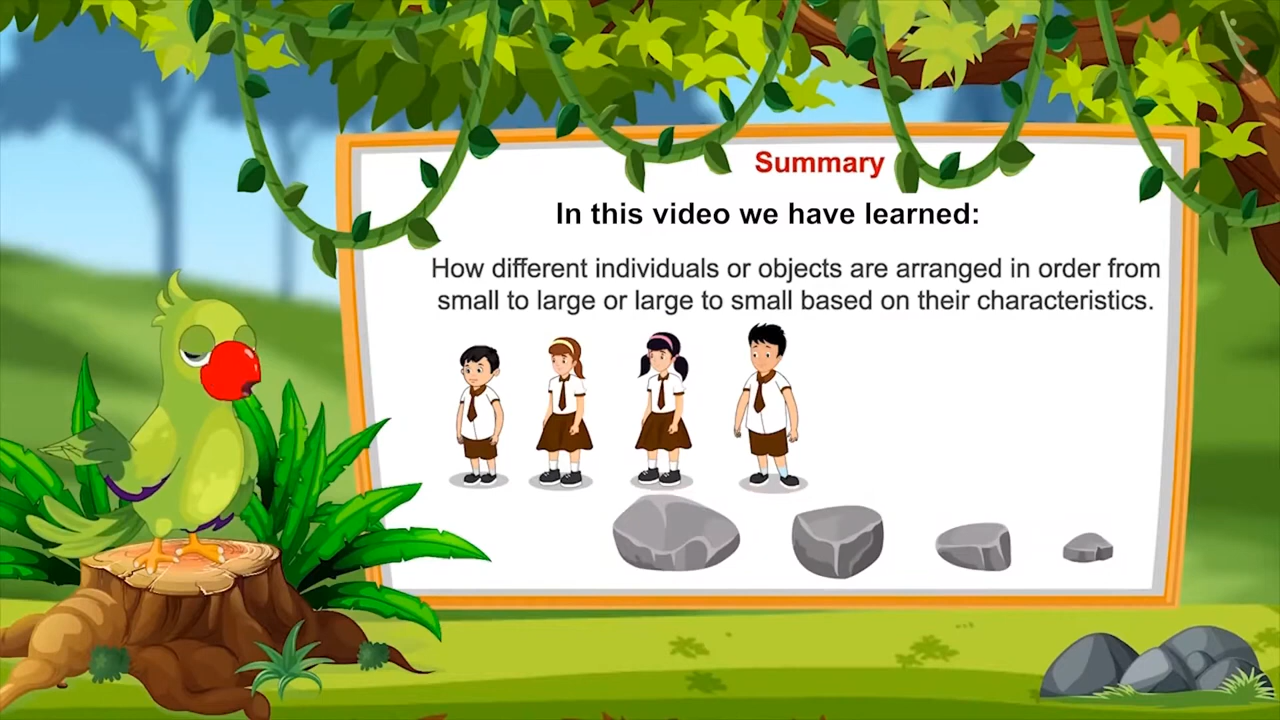 Summary
In this video we have learned:
How different individuals or objects are arranged in order from
small to large or large to small based on their characteristics.